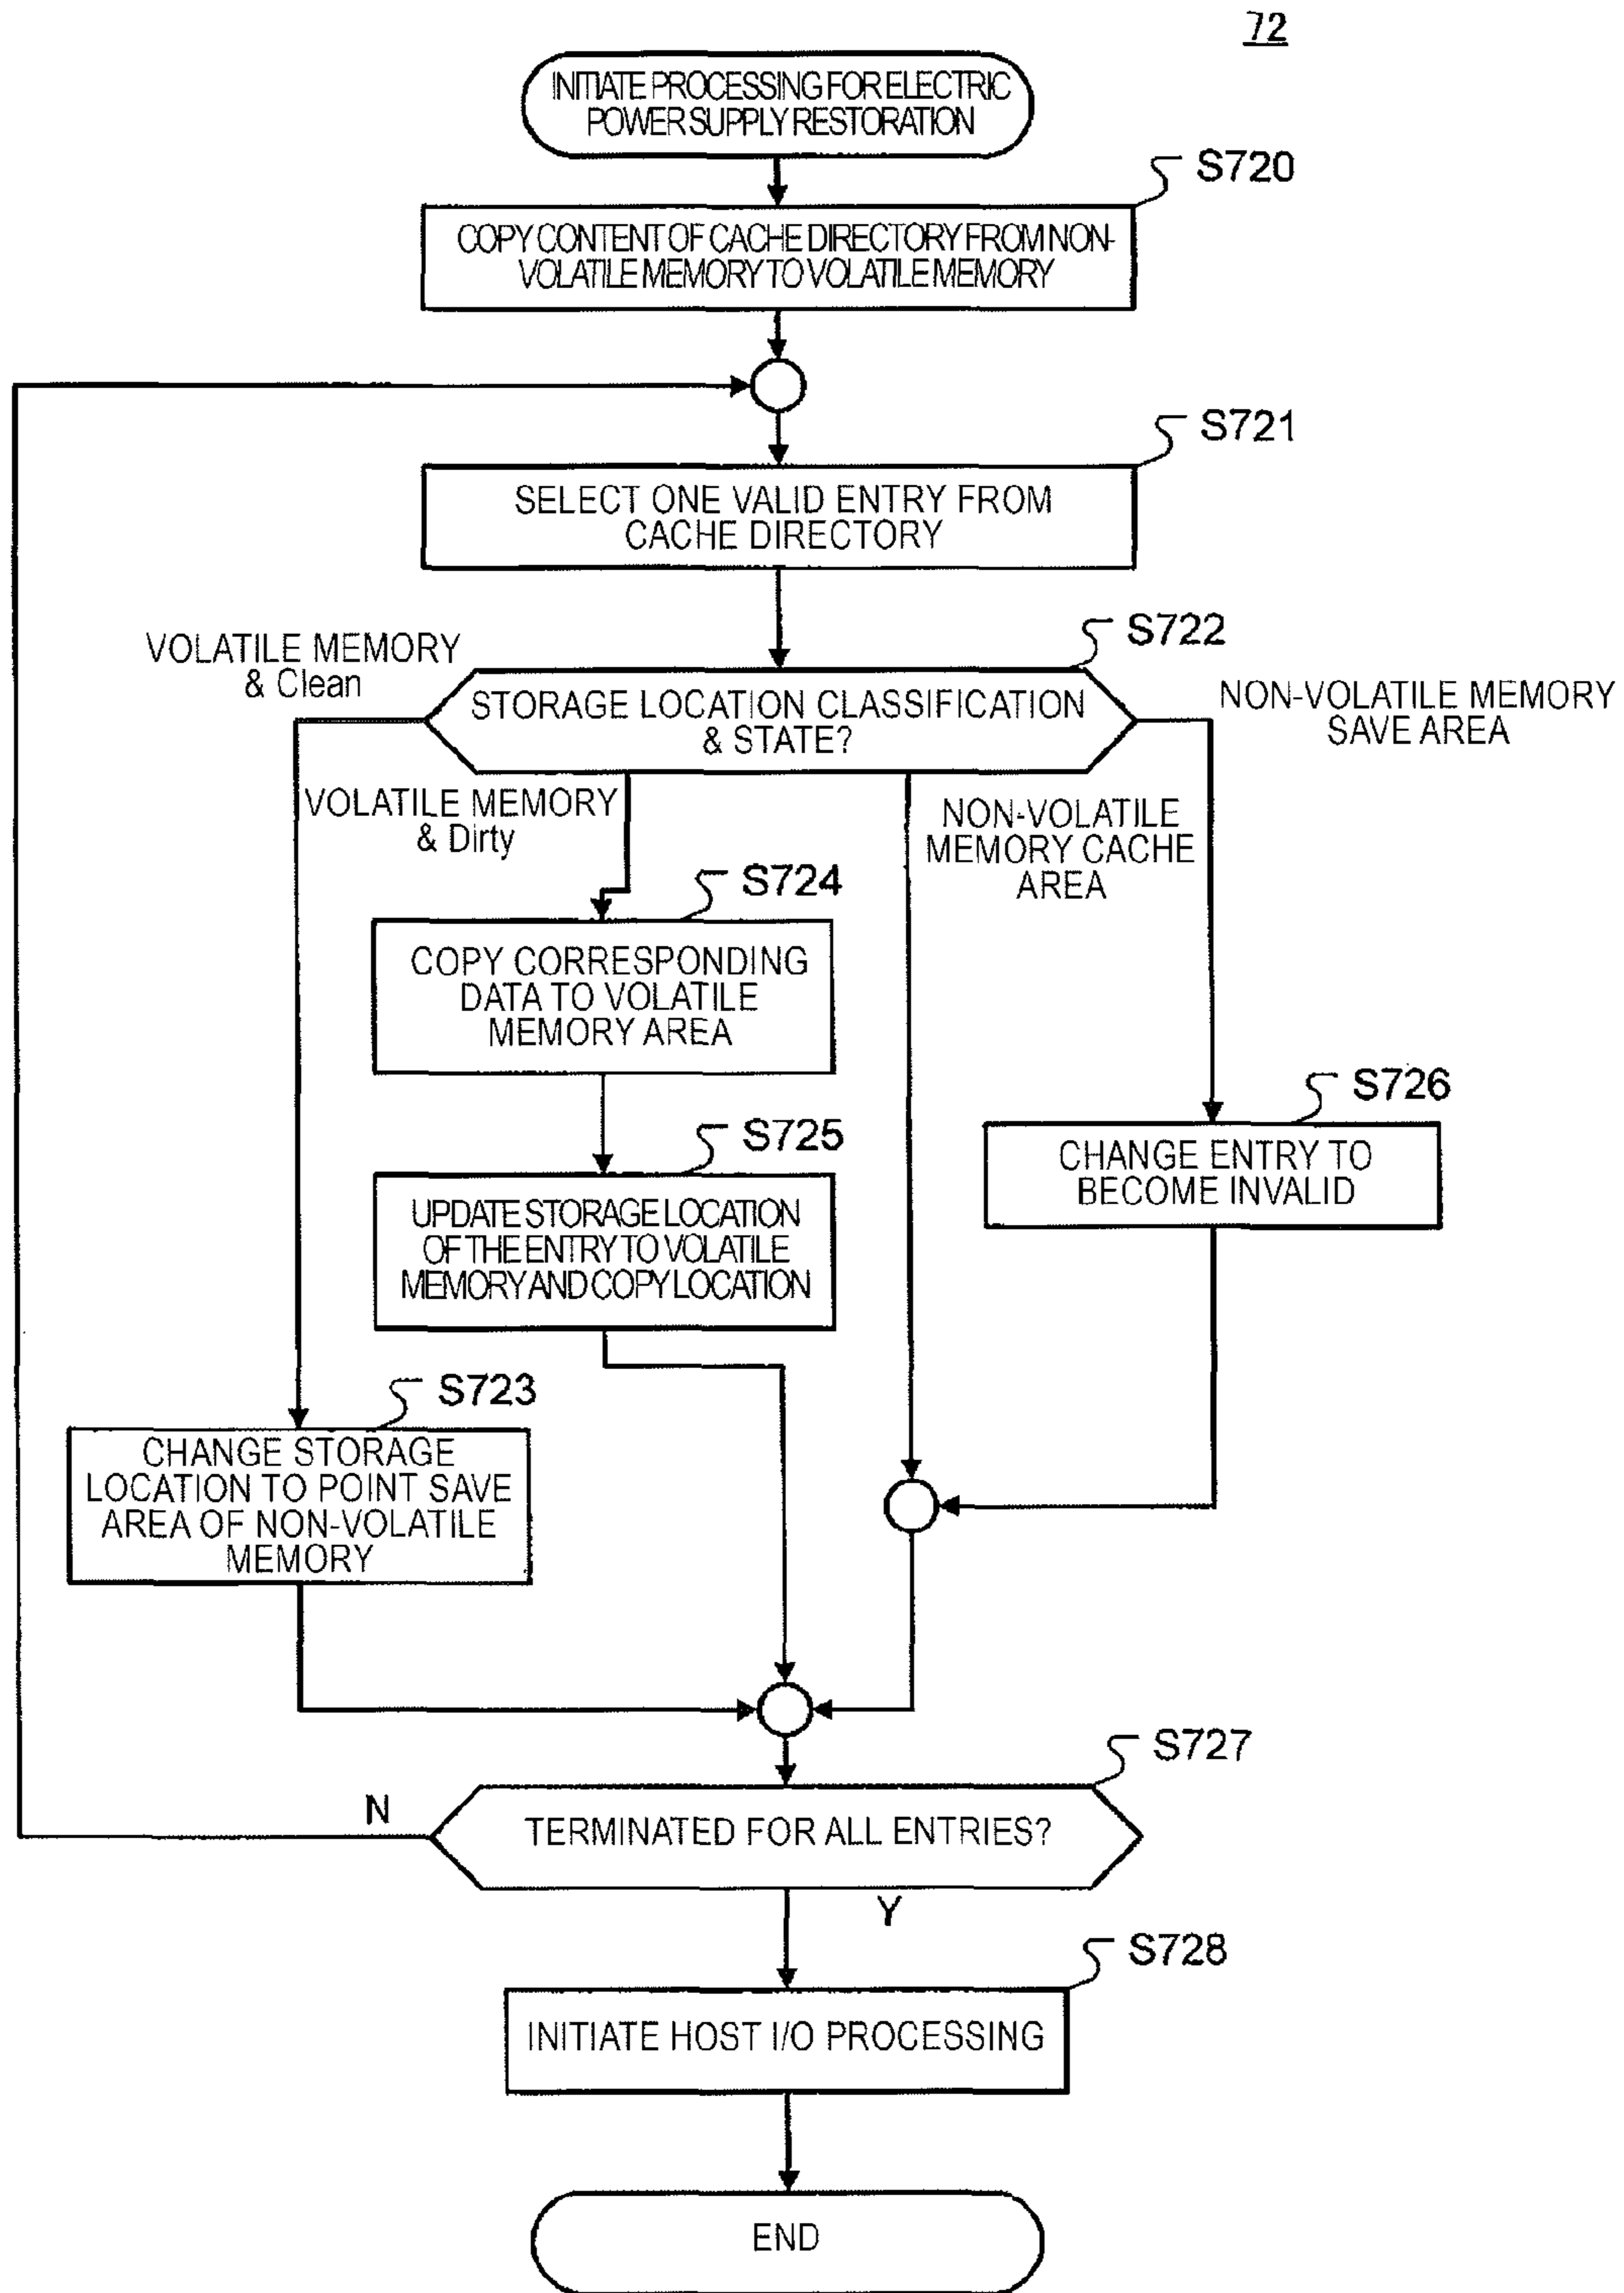 72
INITIATE PROCESSING FOR ELECTRIC
POWER SUPPLY RESTORATION
S720
COPY CONTENT OF CACHE DIRECTORY FROM NON-
VOLATILE MEMORY TO VOLATILE MEMORY
S721
SELECT ONE VALID ENTRY FROM
CACHE DIRECTORY
S722
VOLATILE MEMORY
& Clean
STORAGE LOCATION CLASSIFICATION
& STATE?
NON-VOLATILE MEMORY
SAVE AREA
VOLATILE MEMORY
& Dirty
NON-VOLATILE
MEMORY CACHE
AREA
S724
COPY CORRESPONDING
DATA TO VOLATILE
MEMORY AREA
S726
CHANGE ENTRY TO
BECOME INVALID
S725
UPDATE STORAGE LOCATION
OF THE ENTRY TO VOLATILE
MEMORY AND COPY LOCATION
S723
CHANGE STORAGE
LOCATION TO POINT SAVE
AREA OF NON-VOLATILE
MEMORY
S727
N
TERMINATED FOR ALL ENTRIES?
Y
S728
INITIATE HOST I/O PROCESSING
END